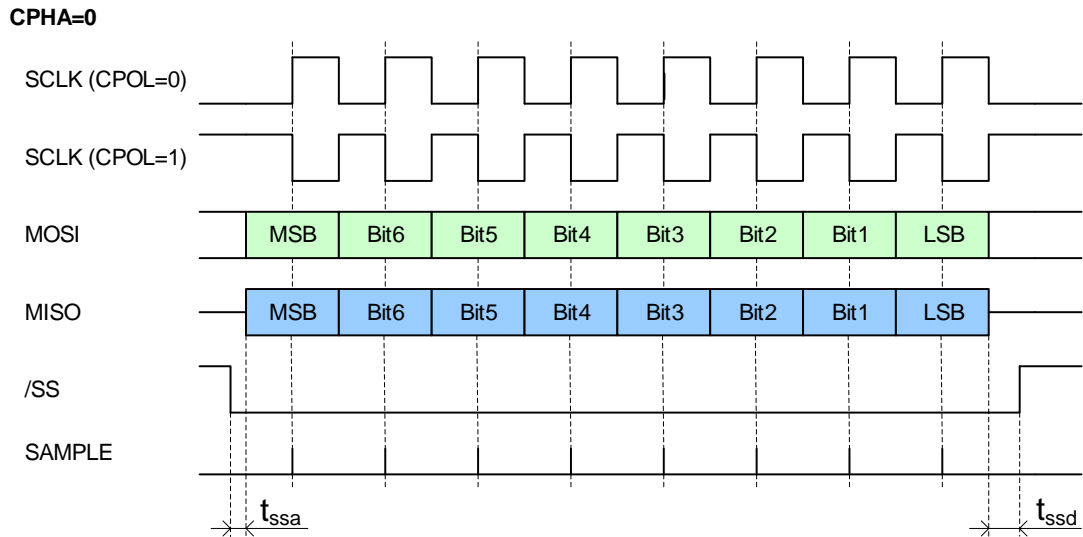 CPHA=0
SCLK (CPOL=0)
SCLK (CPOL=1)
MOSI MSB Bit6 Bit5 Bit4 Bit3 Bit2 Bit1 LSB
MISO MSB Bit6 Bit5 Bit4 Bit3 Bit2 Bit1 LSB
/SS
SAMPLE
tssa tssd